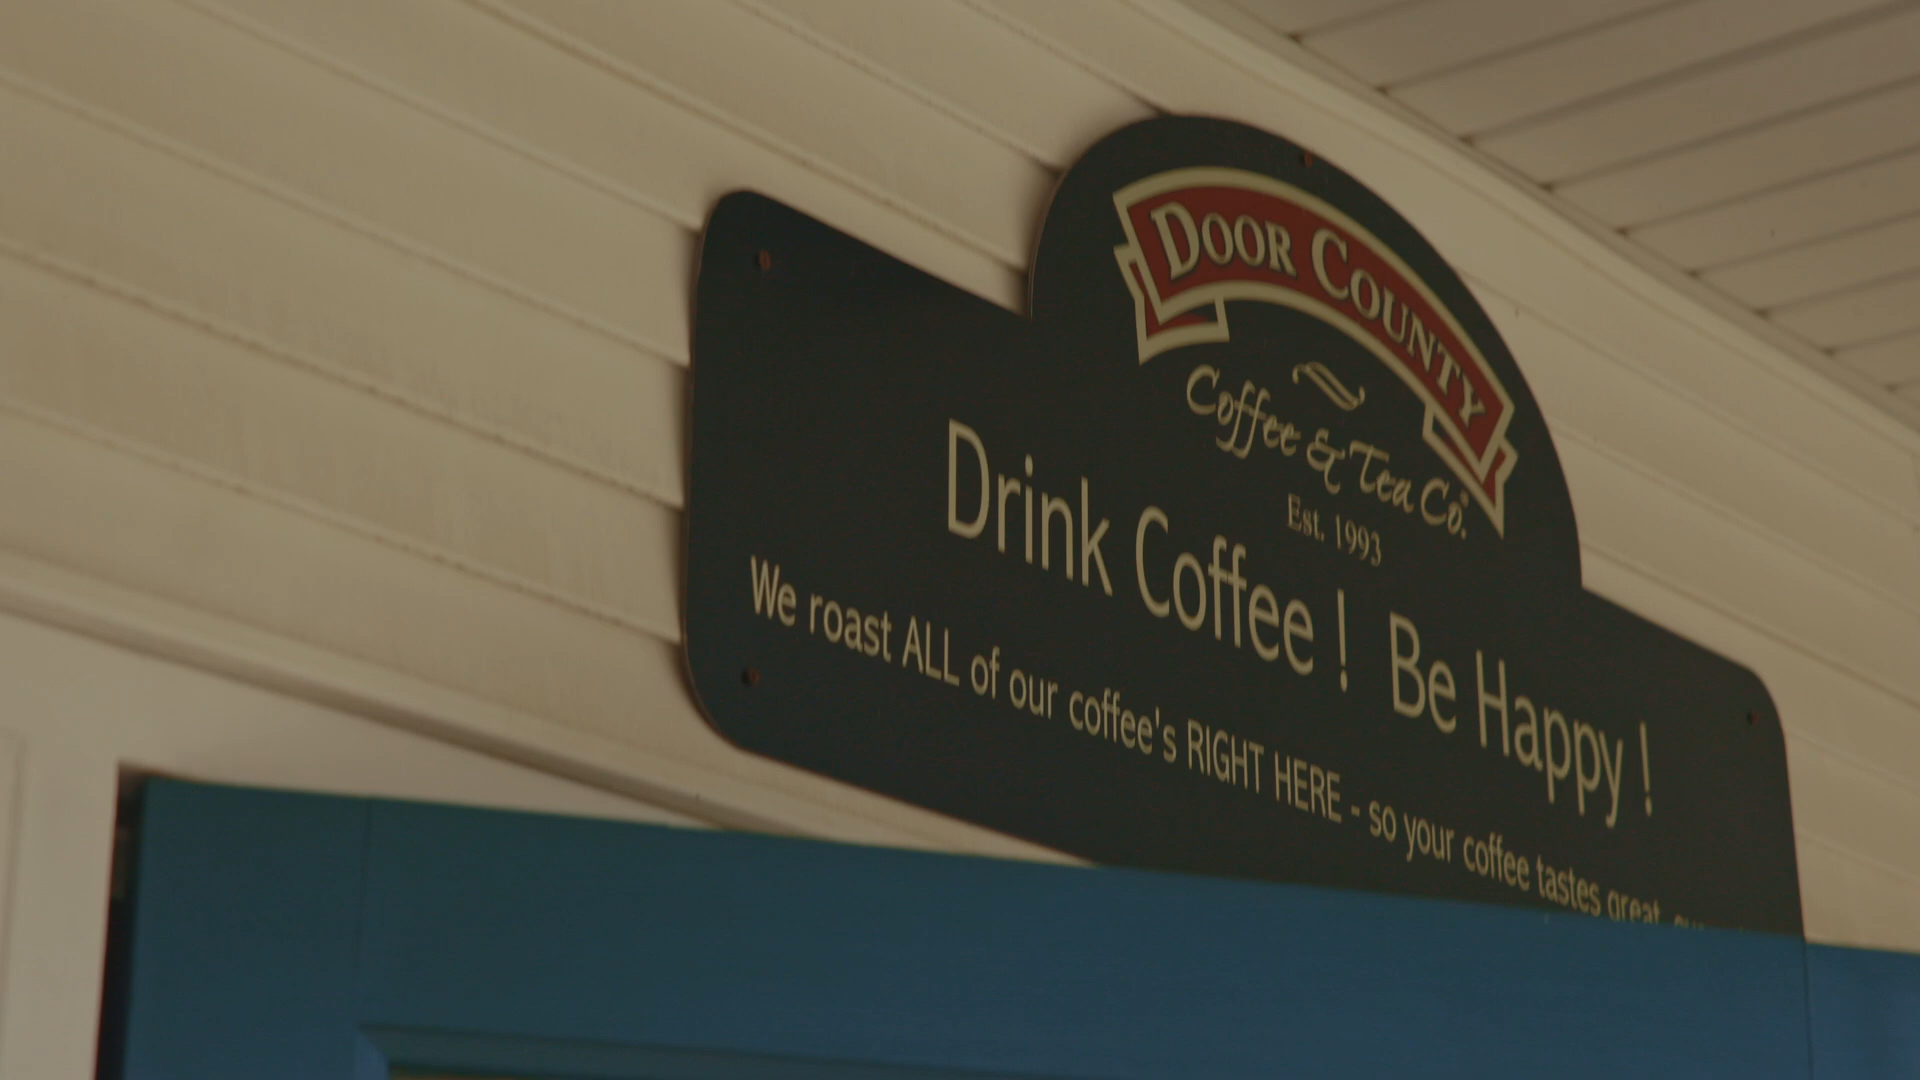 DOOR COUNTY
Coffee & Tea Co.
Est. 1993
Drink Coffee ! Be Happy !
We roast ALL of our coffee's RIGHT HERE - so your coffee tastes great